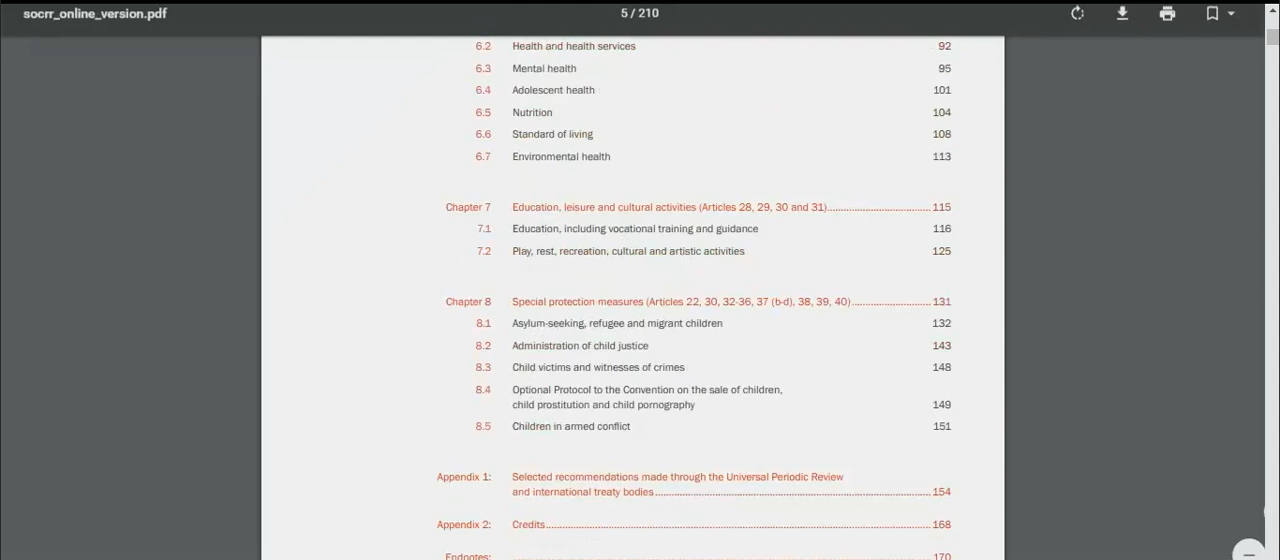 socrr_online_version.pdf 5 / 210
6.2 Health and health services 92
6.3 Mental health 95
6.4 Adolescent health 101
6.5 Nutrition 104
6.6 Standard of living 108
6.7 Environmental health 113
Chapter 7 Education, leisure and cultural activities (Articles 28, 29, 30 and 31) 115
7.1 Education, including vocational training and guidance 116
7.2 Play, rest, recreation, cultural and artistic activities 125
Chapter 8 Special protection measures (Articles 22, 30, 32-36, 37 (b-d), 38, 39, 40) 131
8.1 Asylum-seeking, refugee and migrant children 132
8.2 Administration of child justice 143
8.3 Child victims and witnesses of crimes 148
8.4 Optional Protocol to the Convention on the sale of children,
child prostitution and child pornography 149
8.5 Children in armed conflict 151
Appendix 1: Selected recommendations made through the Universal Periodic Review
and international treaty bodies 154
Appendix 2: Credits 168
Endnotes: 170